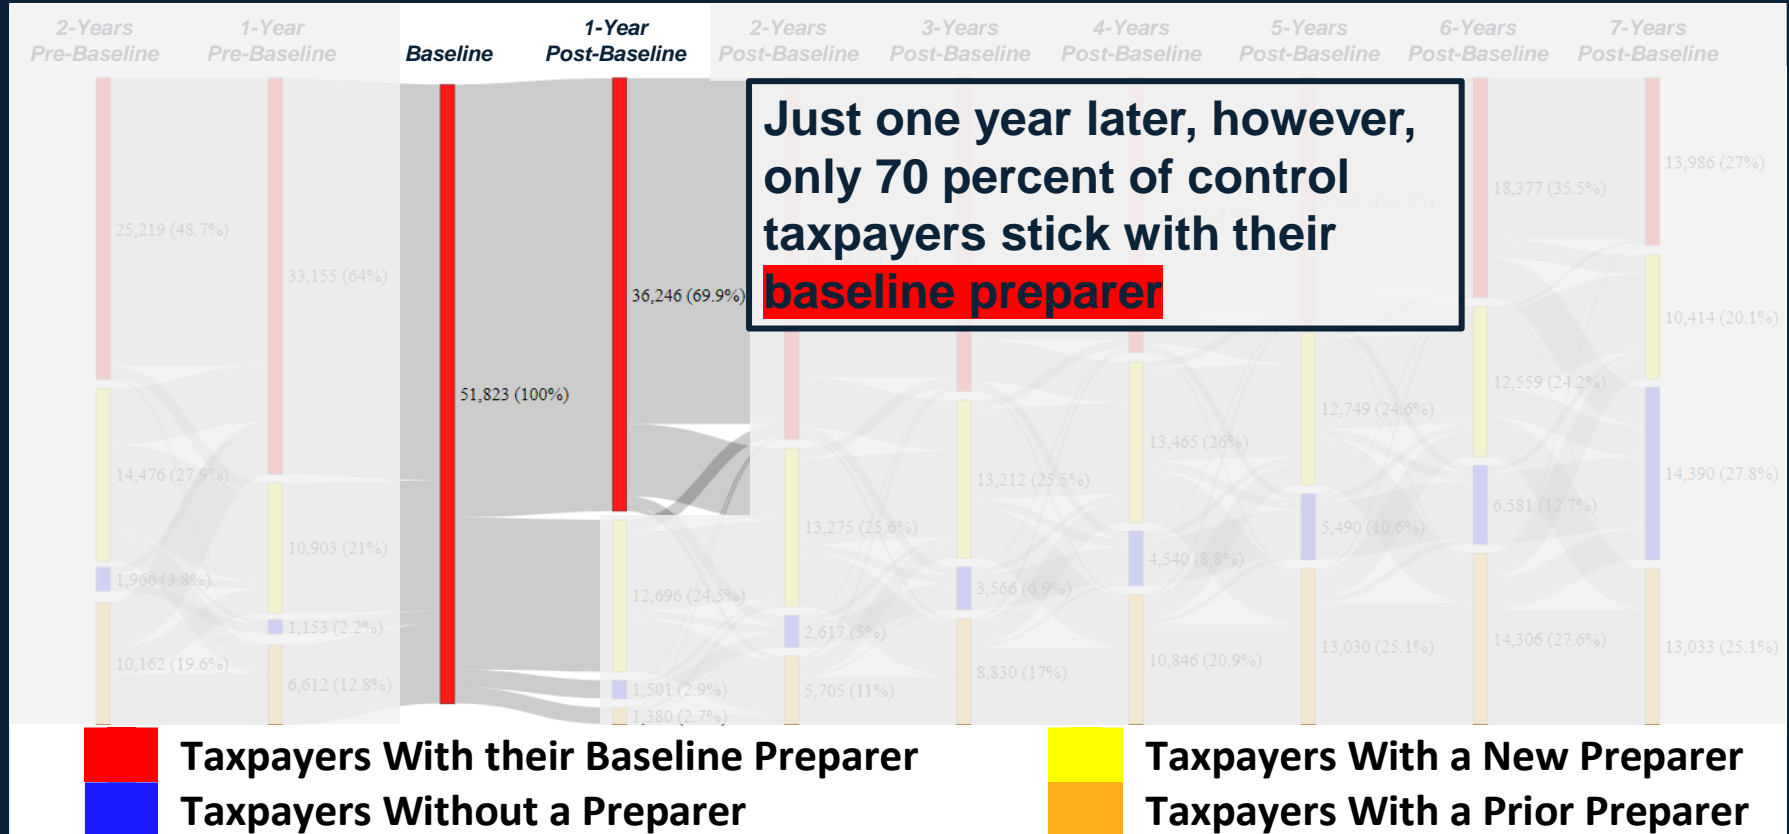 2-Years
Pre-Baseline
1-Year
Pre-Baseline
Baseline
1-Year
Post-Baseline
2-Years
Post-Baseline
3-Years
Post-Baseline
4-Years
Post-Baseline
5-Years
Post-Baseline
6-Years
Post-Baseline
7-Years
Post-Baseline
Just one year later, however,
only 70 percent of control
taxpayers stick with their
baseline preparer
25,219 (48.7%)
14,476 (27.9%)
1,966 (3.8%)
10,162 (19.6%)
33,155 (64%)
10,903 (21%)
1,153 (2.2%)
6,612 (12.8%)
51,823 (100%)
36,246 (69.9%)
12,696 (24.5%)
1,501 (2.9%)
1,380 (2.7%)
13,275 (25.6%)
2,617 (5%)
5,705 (11%)
13,212 (25.5%)
3,566 (6.9%)
8,830 (17%)
13,465 (26%)
4,540 (8.8%)
10,846 (20.9%)
12,749 (24.6%)
5,490 (10.6%)
13,030 (25.1%)
18,377 (35.5%)
12,559 (24.2%)
6,581 (12.7%)
14,306 (27.6%)
13,986 (27%)
10,414 (20.1%)
14,390 (27.8%)
13,033 (25.1%)
Taxpayers With their Baseline Preparer
Taxpayers With a New Preparer
Taxpayers Without a Preparer
Taxpayers With a Prior Preparer